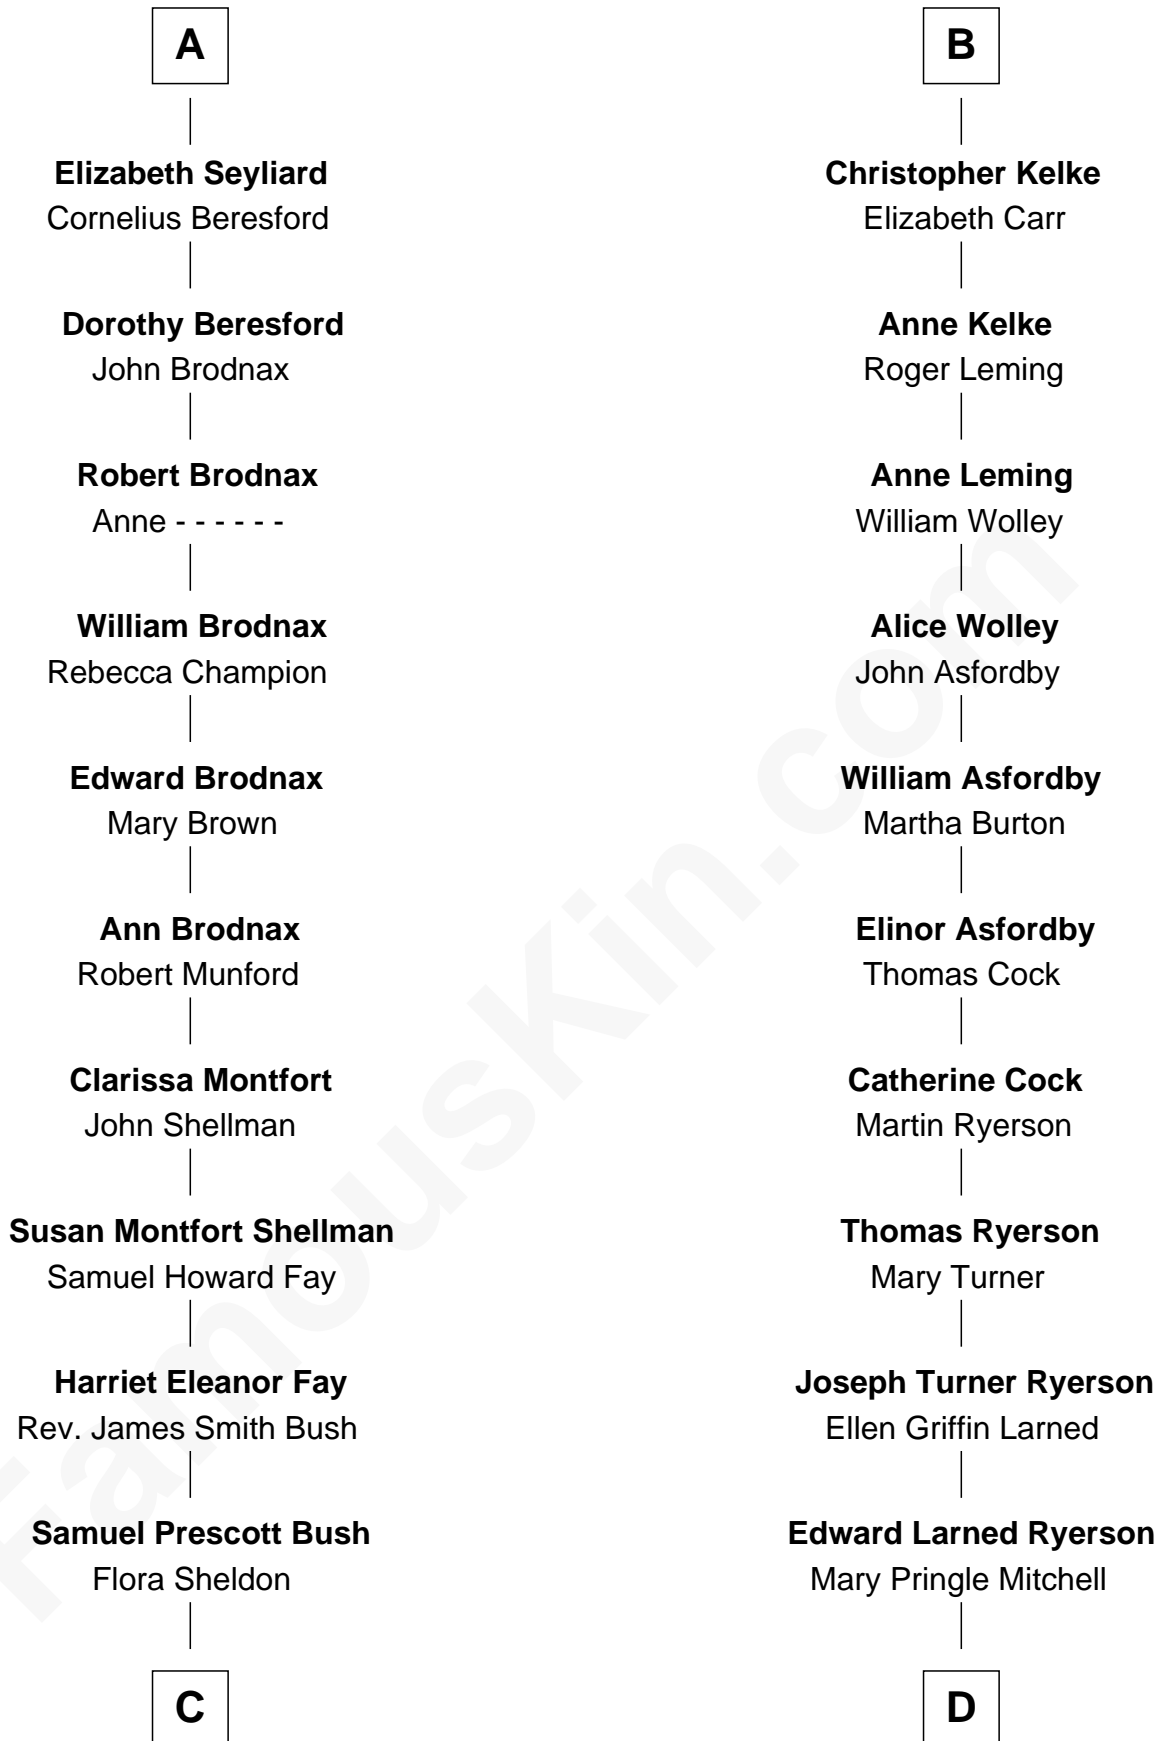 A
Elizabeth Seyliard
Cornelius Beresford
Dorothy Beresford
John Brodnax
Robert Brodnax
Anne - - - - - -
William Brodnax
Rebecca Champion
Edward Brodnax
Mary Brown
Ann Brodnax
Robert Munford
Clarissa Montfort
John Shellman
Susan Montfort Shellman
Samuel Howard Fay
Harriet Eleanor Fay
Rev. James Smith Bush
Samuel Prescott Bush
Flora Sheldon
C
B
Christopher Kelke
Elizabeth Carr
Anne Kelke
Roger Leming
Anne Leming
William Wolley
Alice Wolley
John Asfordby
William Asfordby
Martha Burton
Elinor Asfordby
Thomas Cock
Catherine Cock
Martin Ryerson
Thomas Ryerson
Mary Turner
Joseph Turner Ryerson
Ellen Griffin Larned
Edward Larned Ryerson
Mary Pringle Mitchell
D
FamousKin.com